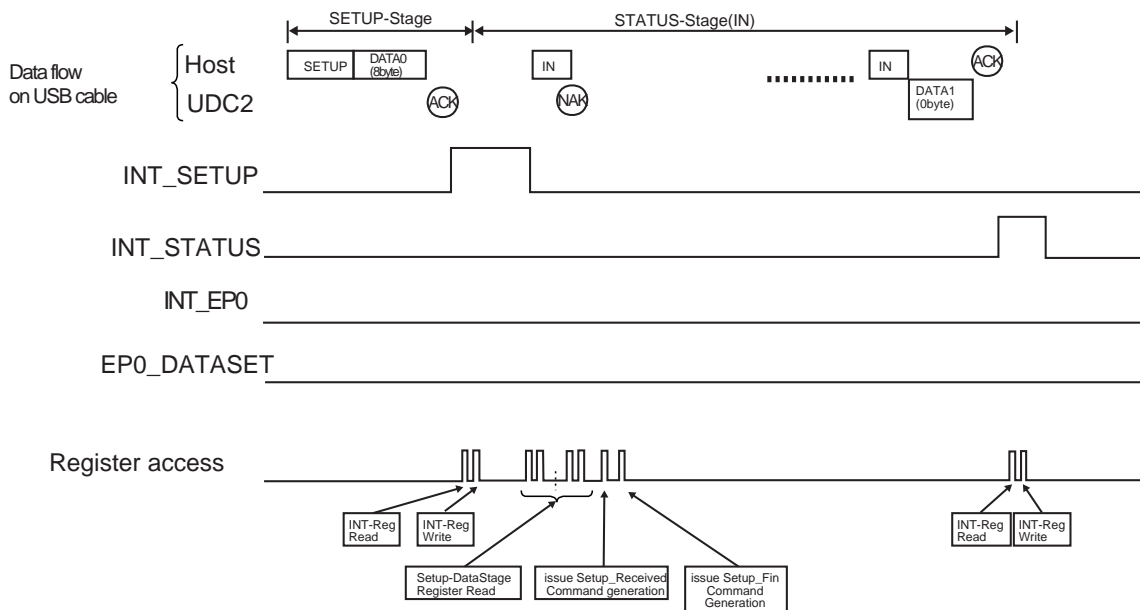 SETUP-Stage
STATUS-Stage(IN)
Data flow
on USB cable
Host
UDC2
SETUP
DATA0
(8byte)
ACK
IN
NAK
IN
DATA1
(0byte)
ACK
INT_SETUP
INT_STATUS
INT_EP0
EP0_DATASET
Register access
INT-Reg
Read
INT-Reg
Write
Setup-DataStage
Register Read
issue Setup_Received
Command generation
issue Setup_Fin
Command
Generation
INT-Reg
Read
INT-Reg
Write